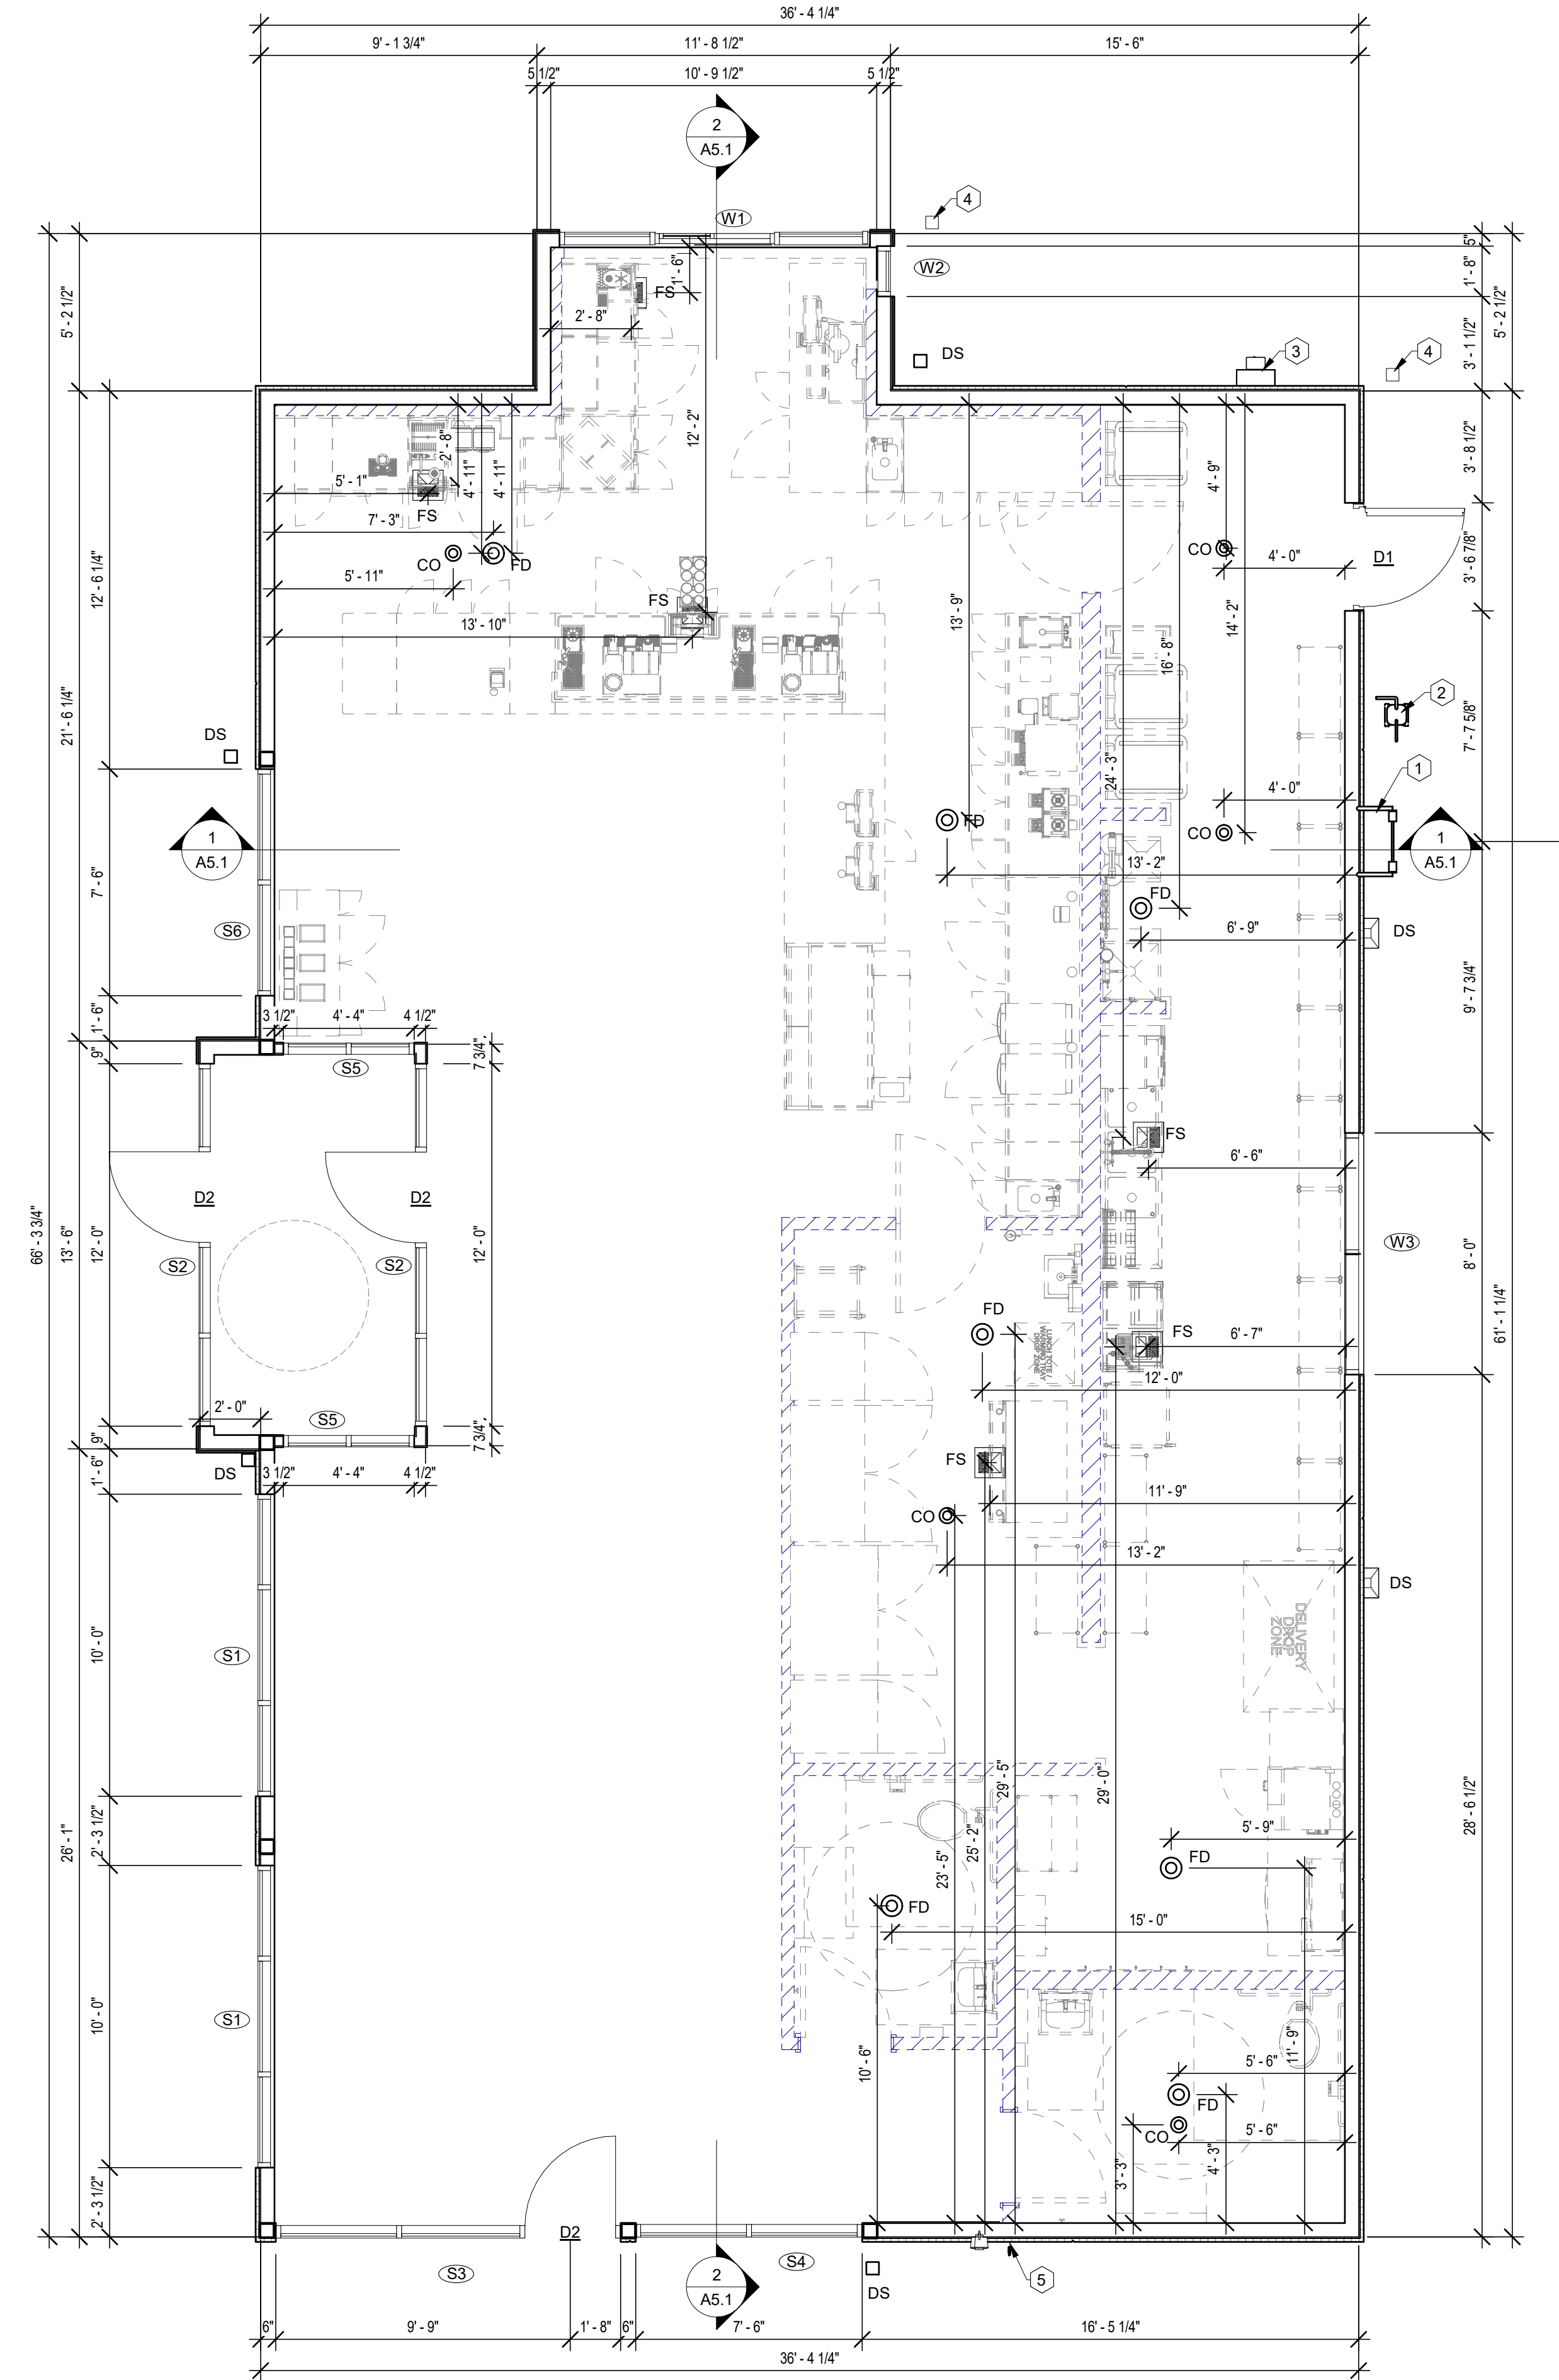 36' - 4 1/4"
9' - 1 3/4"
11' - 8 1/2"
15' - 6"
5 1/2"
10' - 9 1/2"
5 1/2"
2
A5.1
4
W1
W2
5"
1' - 8"
3' - 1 1/2"
5' - 2 1/2"
5' - 2 1/2"
FS
1' - 6"
2' - 8"
DS
3
4
12' - 2"
2' - 8"
4' - 11"
4' - 11"
5' - 1"
FS
7' - 3"
CO
FD
5' - 11"
FS
13' - 10"
3' - 8 1/2"
4' - 9"
CO
4' - 0"
D1
3' - 6 7/8"
12' - 6 1/4"
21' - 6 1/4"
13' - 9"
14' - 2"
16' - 8"
24' - 3"
7' - 7 5/8"
2
1
DS
4' - 0"
CO
FD
1
A5.1
1
A5.1
13' - 2"
FD
6' - 9"
DS
7' - 6"
S6
9' - 7 3/4"
1' - 6"
9"
3 1/2"
4' - 4"
4 1/2"
7 3/4"
S5
FS
6' - 6"
D2
D2
66' - 3 3/4"
13' - 6"
12' - 0"
12' - 0"
S2
S2
W3
8' - 0"
61' - 1 1/4"
FD
LUNCH TOTE /
WARMING TRAY
DROP ZONE
FS
6' - 7"
12' - 0"
2' - 0"
S5
9"
7 3/4"
1' - 6"
DS
3 1/2"
4' - 4"
4 1/2"
FS
11' - 9"
CO
13' - 2"
DS
DELIVERY
DROP
ZONE
10' - 0"
S1
29' - 5"
29' - 0"
2' - 3 1/2"
26' - 1"
25' - 2"
23' - 5"
28' - 6 1/2"
5' - 9"
FD
FD
15' - 0"
10' - 0"
S1
10' - 6"
11' - 9"
5' - 6"
FD
CO
5' - 6"
4' - 3"
3' - 3"
2' - 3 1/2"
D2
S3
S4
2
A5.1
5
DS
6"
9' - 9"
1' - 8"
6"
7' - 6"
16' - 5 1/4"
36' - 4 1/4"